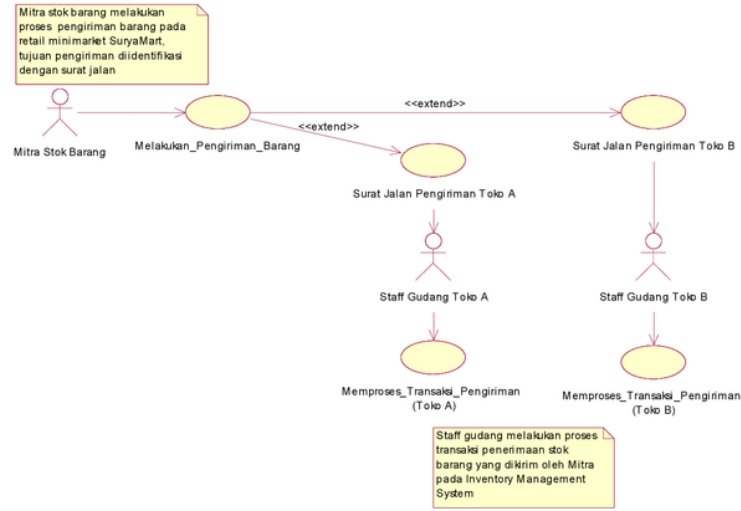 Mitra stok barang melakukan
proses pengiriman barang pada
retail minimarket SuryaMart,
tujuan pengiriman diidentifikasi
dengan surat jalan
<<extend>>
<<extend>>
Mitra Stok Barang
Melakukan_Pengiriman_Barang
Surat Jalan Pengiriman Toko B
Surat Jalan Pengiriman Toko A
Staff Gudang Toko A
Staff Gudang Toko B
Memproses_Transaksi_Pengiriman
(Toko A)
Memproses_Transaksi_Pengiriman
(Toko B)
Staff gudang melakukan proses
transaksi penerimaan stok
barang yang dikirim oleh Mitra
pada Inventory Management
System